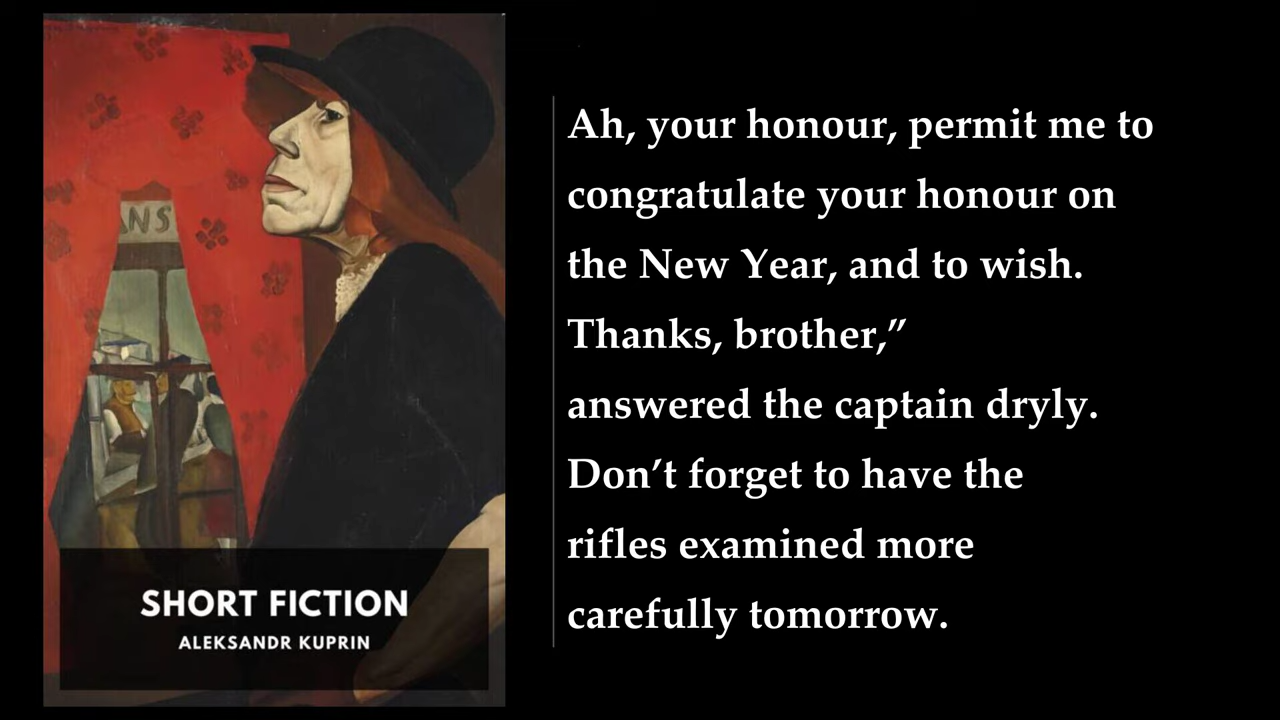 ANS
SHORT FICTION
ALEKSANDR KUPRIN
Ah, your honour, permit me to
congratulate your honour on
the New Year, and to wish.
Thanks, brother,”
answered the captain dryly.
Don’t forget to have the
rifles examined more
carefully tomorrow.